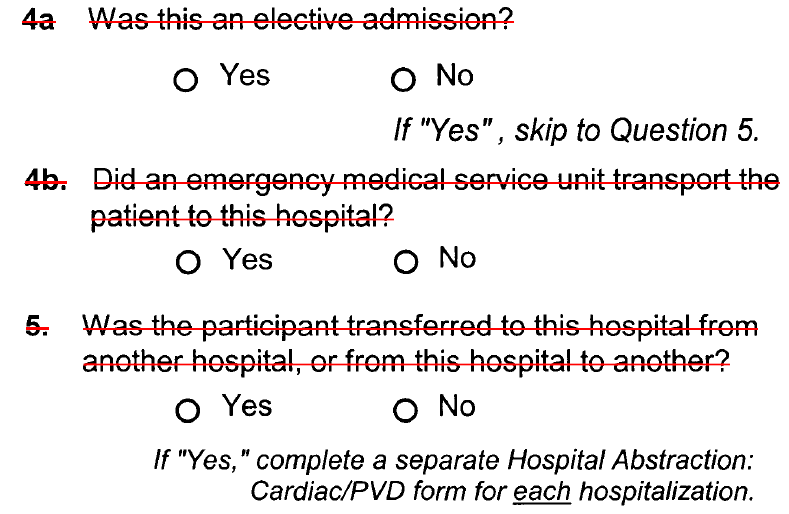 4a Was this an elective admission?
Yes No
If "Yes", skip to Question 5.
4b. Did an emergency medical service unit transport the
patient to this hospital?
Yes No
5. Was the participant transferred to this hospital from
another hospital, or from this hospital to another?
Yes No
If "Yes," complete a separate Hospital Abstraction:
Cardiac/PVD form for each hospitalization.